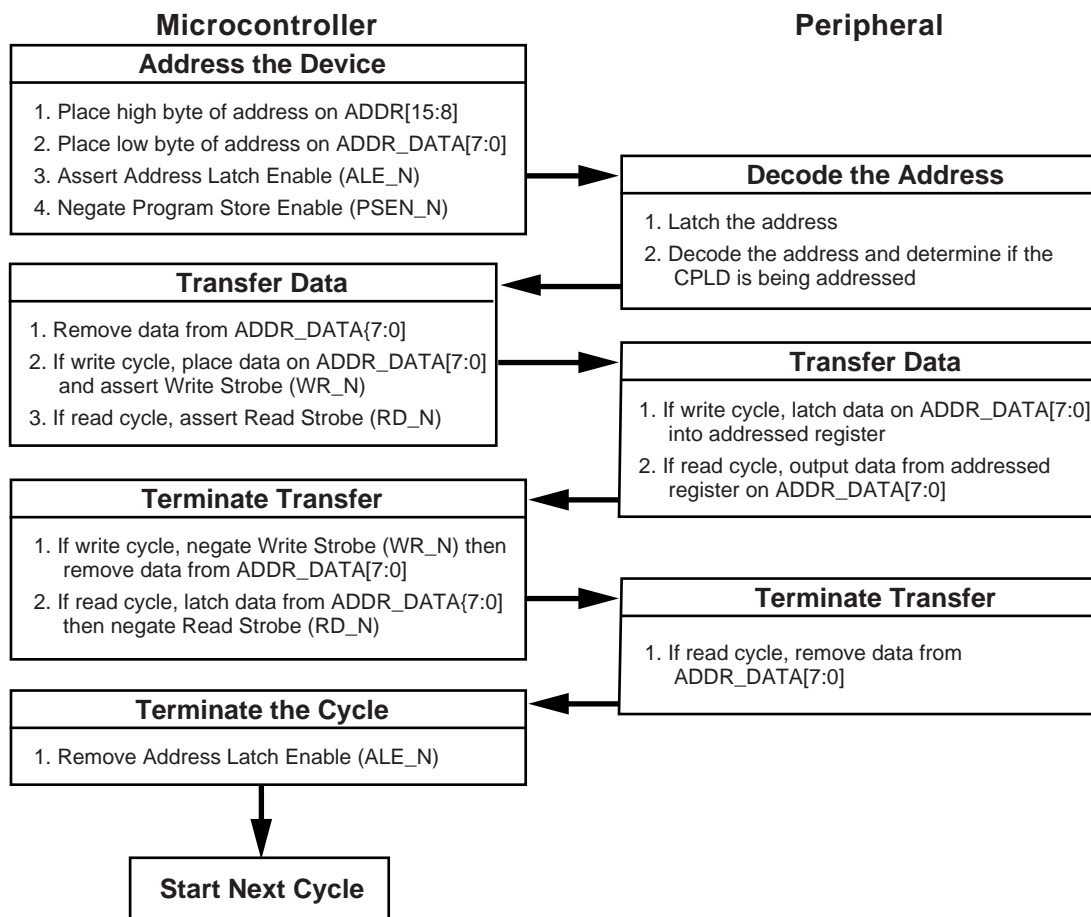 Microcontroller
Peripheral
Address the Device
1. Place high byte of address on ADDR[15:8]
2. Place low byte of address on ADDR_DATA[7:0]
3. Assert Address Latch Enable (ALE_N)
4. Negate Program Store Enable (PSEN_N)
Decode the Address
1. Latch the address
2. Decode the address and determine if the
CPLD is being addressed
Transfer Data
1. Remove data from ADDR_DATA{7:0]
2. If write cycle, place data on ADDR_DATA[7:0]
and assert Write Strobe (WR_N)
3. If read cycle, assert Read Strobe (RD_N)
Transfer Data
1. If write cycle, latch data on ADDR_DATA[7:0]
into addressed register
2. If read cycle, output data from addressed
register on ADDR_DATA[7:0]
Terminate Transfer
1. If write cycle, negate Write Strobe (WR_N) then
remove data from ADDR_DATA[7:0]
2. If read cycle, latch data from ADDR_DATA{7:0]
then negate Read Strobe (RD_N)
Terminate Transfer
1. If read cycle, remove data from
ADDR_DATA[7:0]
Terminate the Cycle
1. Remove Address Latch Enable (ALE_N)
Start Next Cycle